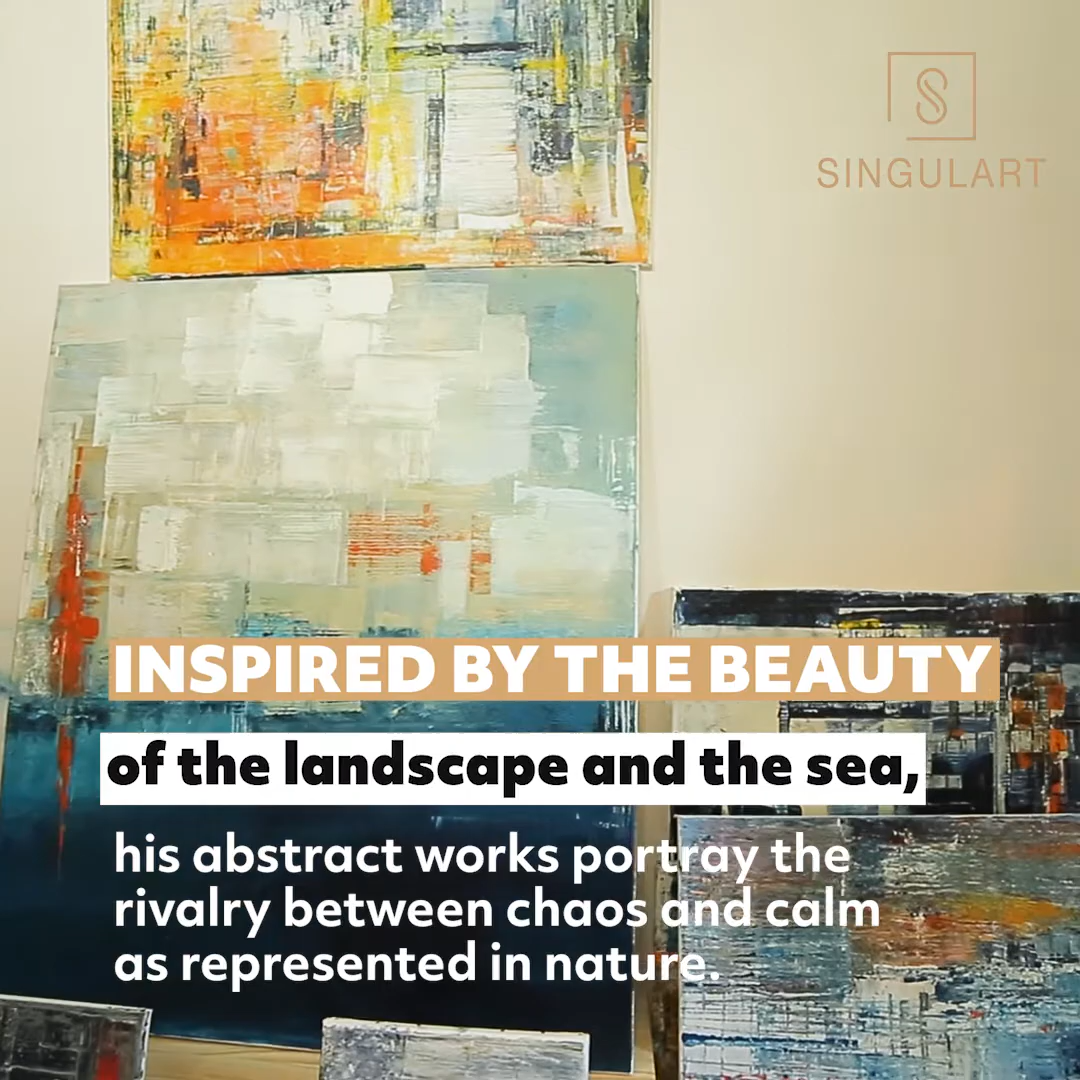 SINGULART
INSPIRED BY THE BEAUTY
of the landscape and the sea,
his abstract works portray the
rivalry between chaos and calm
as represented in nature.